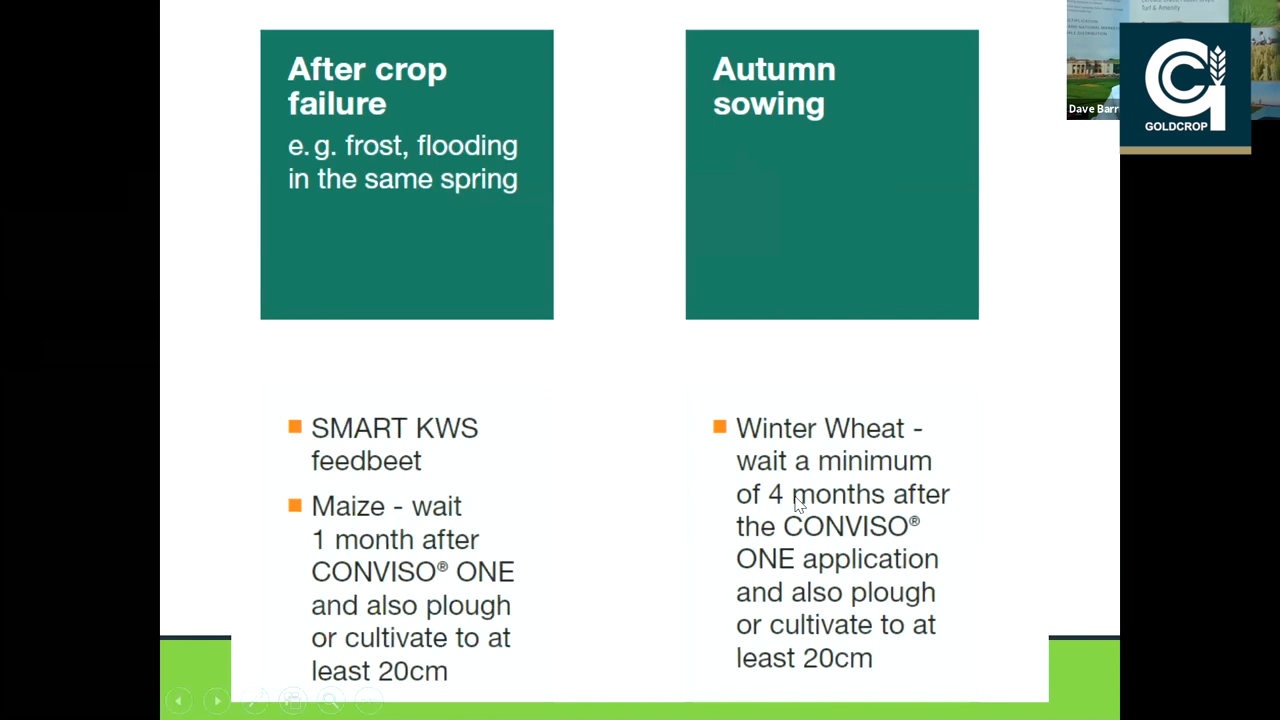 After crop
failure
e.g. frost, flooding
in the same spring
Autumn
sowing
SMART KWS
feedbeet
Maize - wait
1 month after
CONVISO® ONE
and also plough
or cultivate to at
least 20cm
Winter Wheat -
wait a minimum
of 4 months after
the CONVISO®
ONE application
and also plough
or cultivate to at
least 20cm
Turf & Amenity
Dave Barr
GOLDCROP